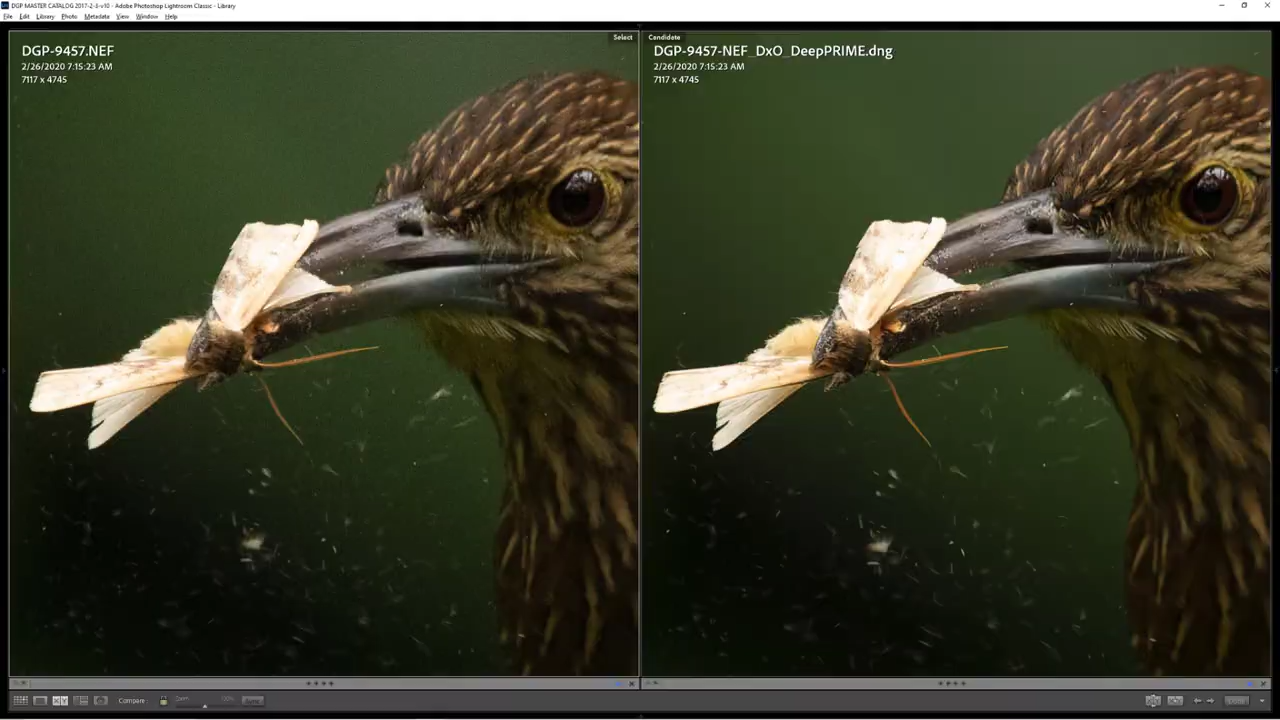 DGP MASTER CATALOG 2017-2-3-v10 - Adobe Photoshop Lightroom Classic - Library
File Edit Library Photo Metadata View Window Help
Select
Candidate
DGP-9457.NEF
2/26/2020 7:15:23 AM
7117 x 4745
DGP-9457-NEF_DxO_DeepPRIME.dng
2/26/2020 7:15:23 AM
7117 x 4745
Compare :
Zoom